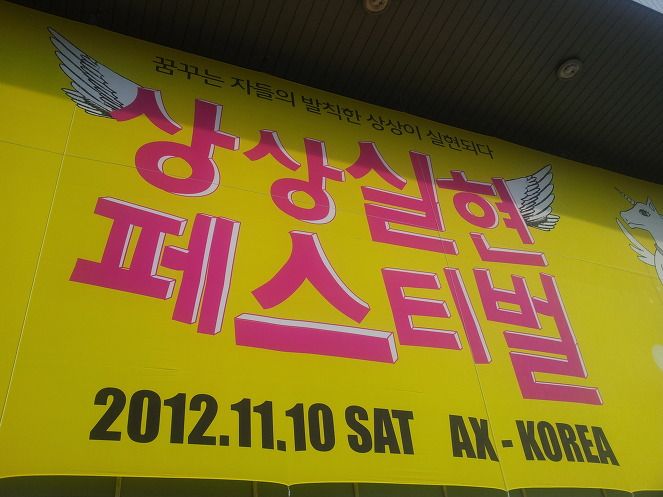 꿈꾸는 자들의 발칙한 상상이 실현되다
상상실현
페스티벌
2012.11.10 SAT AX - KOREA